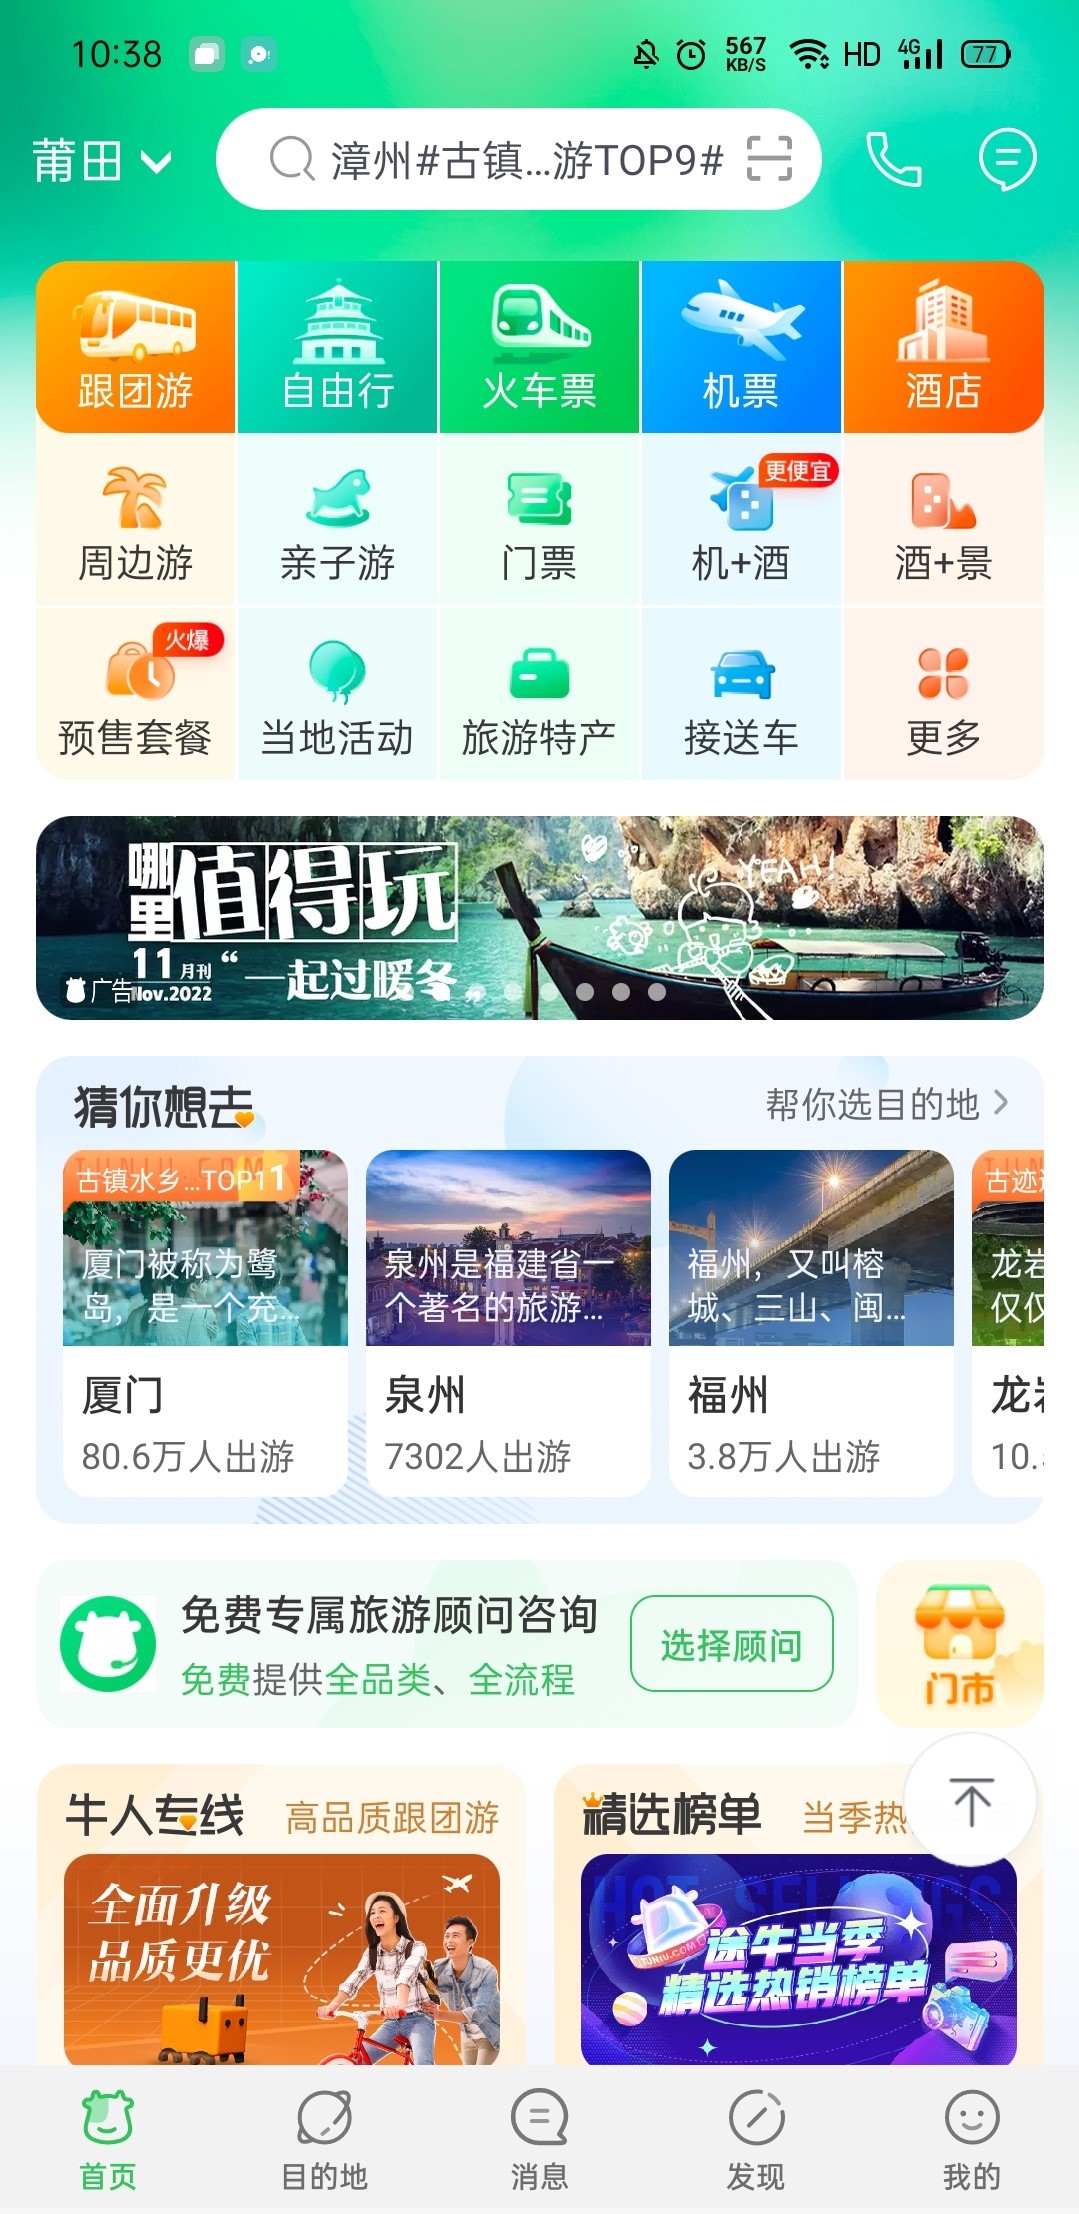 10:38
567
KB/S
HD
4G
77
莆田
漳州#古镇...游TOP9#
跟团游
自由行
火车票
机票
酒店
更便宜
周边游
亲子游
门票
机+酒
酒+景
火爆
预售套餐
当地活动
旅游特产
接送车
更多
哪里值得玩
YEAH!
11月刊
Nov.2022
“一起过暖冬”
广告
猜你想去
帮你选目的地
古镇水乡...TOP11
古迹
厦门被称为鹭
岛，是一个充...
泉州是福建省一
个著名的旅游...
福州，又叫榕
城、三山、闽...
龙岩
仅仅
厦门
泉州
福州
龙岩
80.6万人出游
7302人出游
3.8万人出游
10.
免费专属旅游顾问咨询
免费提供全品类、全流程
选择顾问
门市
牛人专线
高品质跟团游
精选榜单
当季热
全面升级
品质更优
TUNIU.COM
途牛当季
精选热销榜单
首页
目的地
消息
发现
我的